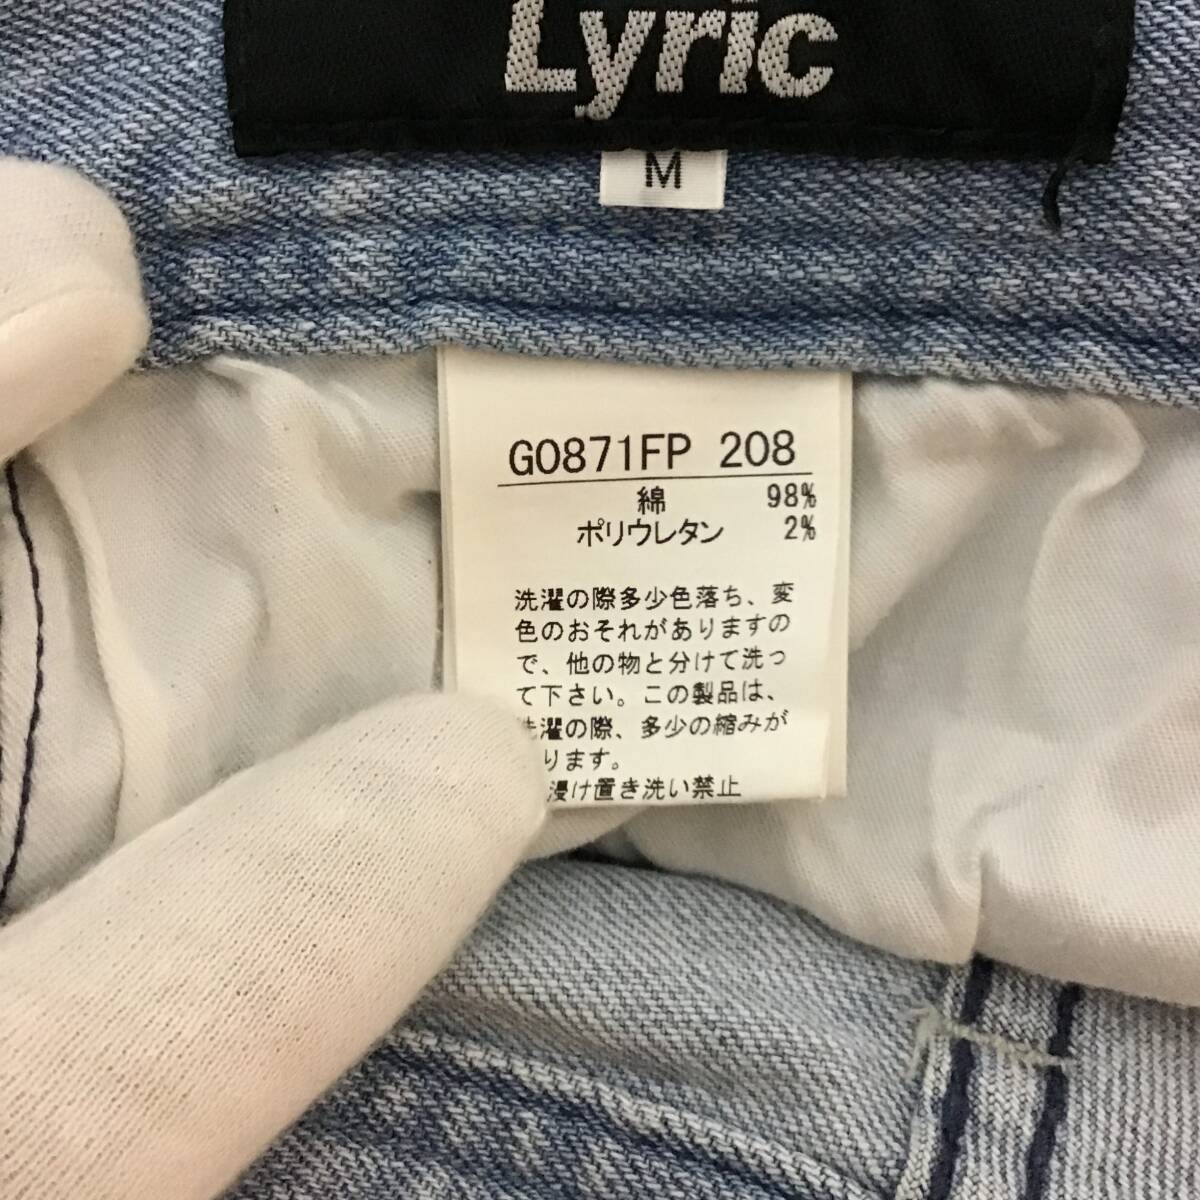 Lyric
M
G0871FP 208
綿 98%
ポリウレタン 2%
洗濯の際多少色落ち、変
色のおそれがありますの
で、他の物と分けて洗っ
て下さい。この製品は、
濯の際、多少の縮みが
ります。
浸け置き洗い禁止